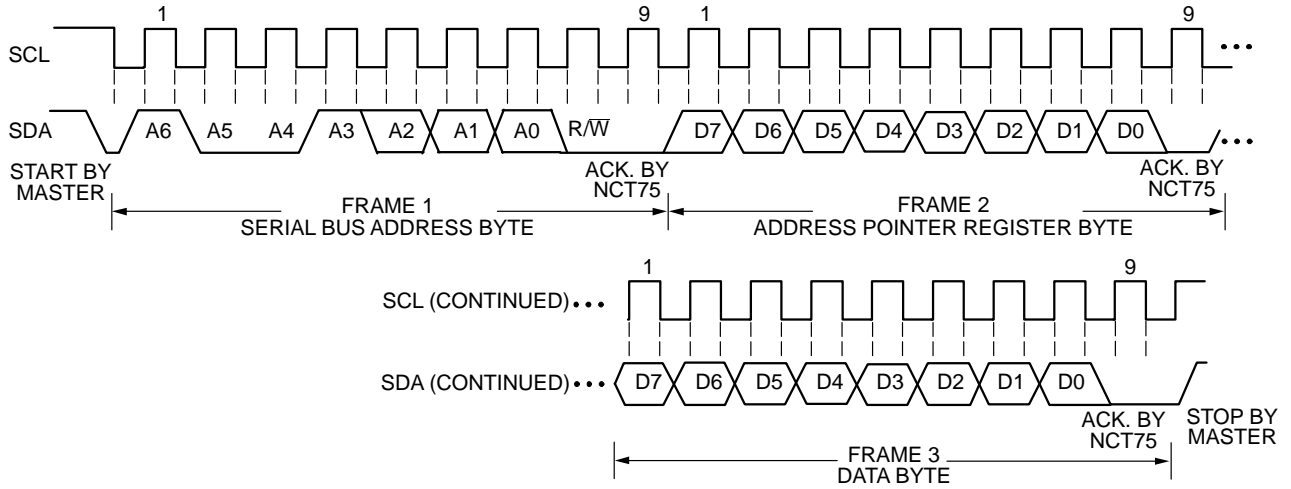 1 9 1 9
SCL
SDA A6 A5 A4 A3 A2 A1 A0 R/W̅ D7 D6 D5 D4 D3 D2 D1 D0
START BY
MASTER
ACK. BY
NCT75
ACK. BY
NCT75
FRAME 1
SERIAL BUS ADDRESS BYTE
FRAME 2
ADDRESS POINTER REGISTER BYTE
1 9
SCL (CONTINUED)
SDA (CONTINUED) D7 D6 D5 D4 D3 D2 D1 D0
ACK. BY
NCT75
STOP BY
MASTER
FRAME 3
DATA BYTE